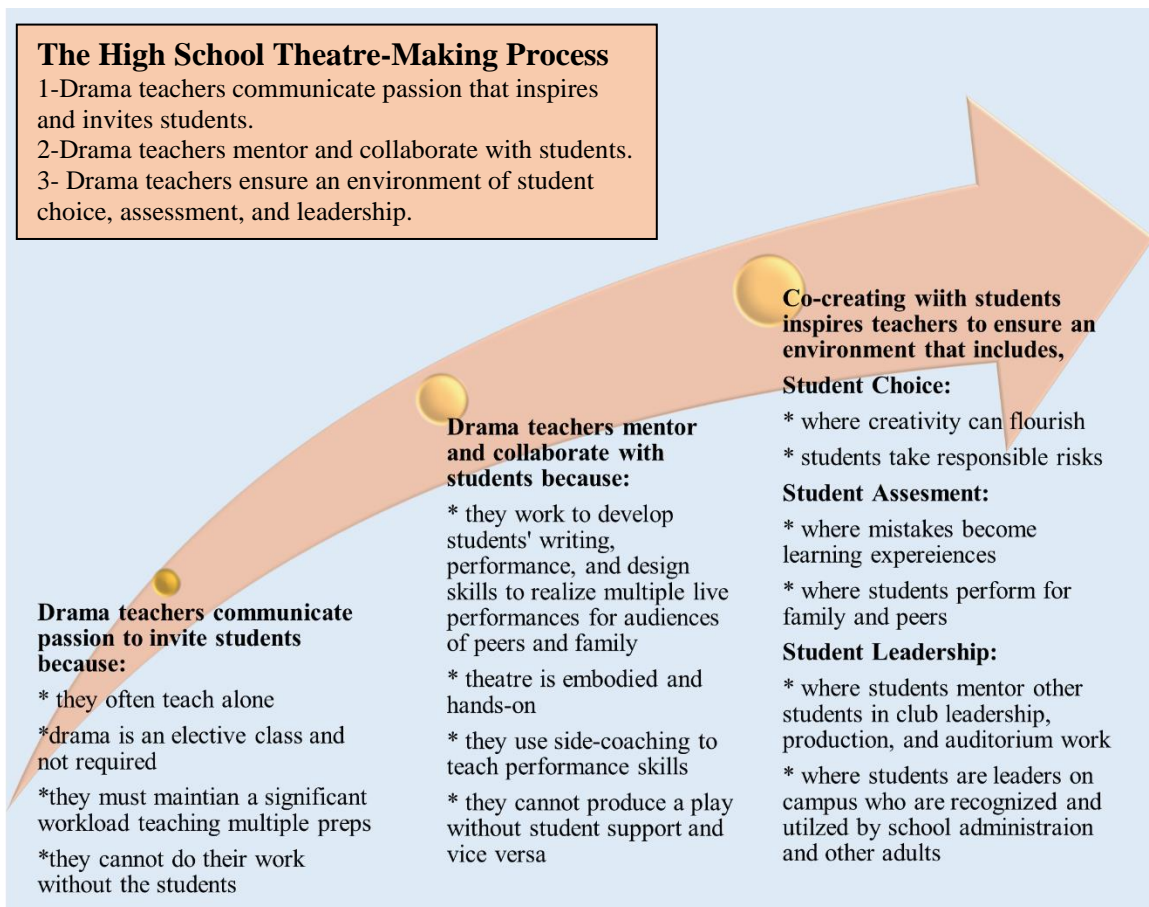 The High School Theatre-Making Process
1-Drama teachers communicate passion that inspires
and invites students.
2-Drama teachers mentor and collaborate with students.
3- Drama teachers ensure an environment of student
choice, assessment, and leadership.
Drama teachers communicate
passion to invite students
because:
* they often teach alone
*drama is an elective class and
not required
*they must maintian a significant
workload teaching multiple preps
*they cannot do their work
without the students
Drama teachers mentor
and collaborate with
students because:
* they work to develop
students' writing,
performance, and design
skills to realize multiple live
performances for audiences
of peers and family
* theatre is embodied and
hands-on
* they use side-coaching to
teach performance skills
* they cannot produce a play
without student support and
vice versa
Co-creating wiith students
inspires teachers to ensure an
environment that includes,
Student Choice:
* where creativity can flourish
* students take responsible risks
Student Assesment:
* where mistakes become
learning expereiences
* where students perform for
family and peers
Student Leadership:
* where students mentor other
students in club leadership,
production, and auditorium work
* where students are leaders on
campus who are recognized and
utilzed by school administraion
and other adults